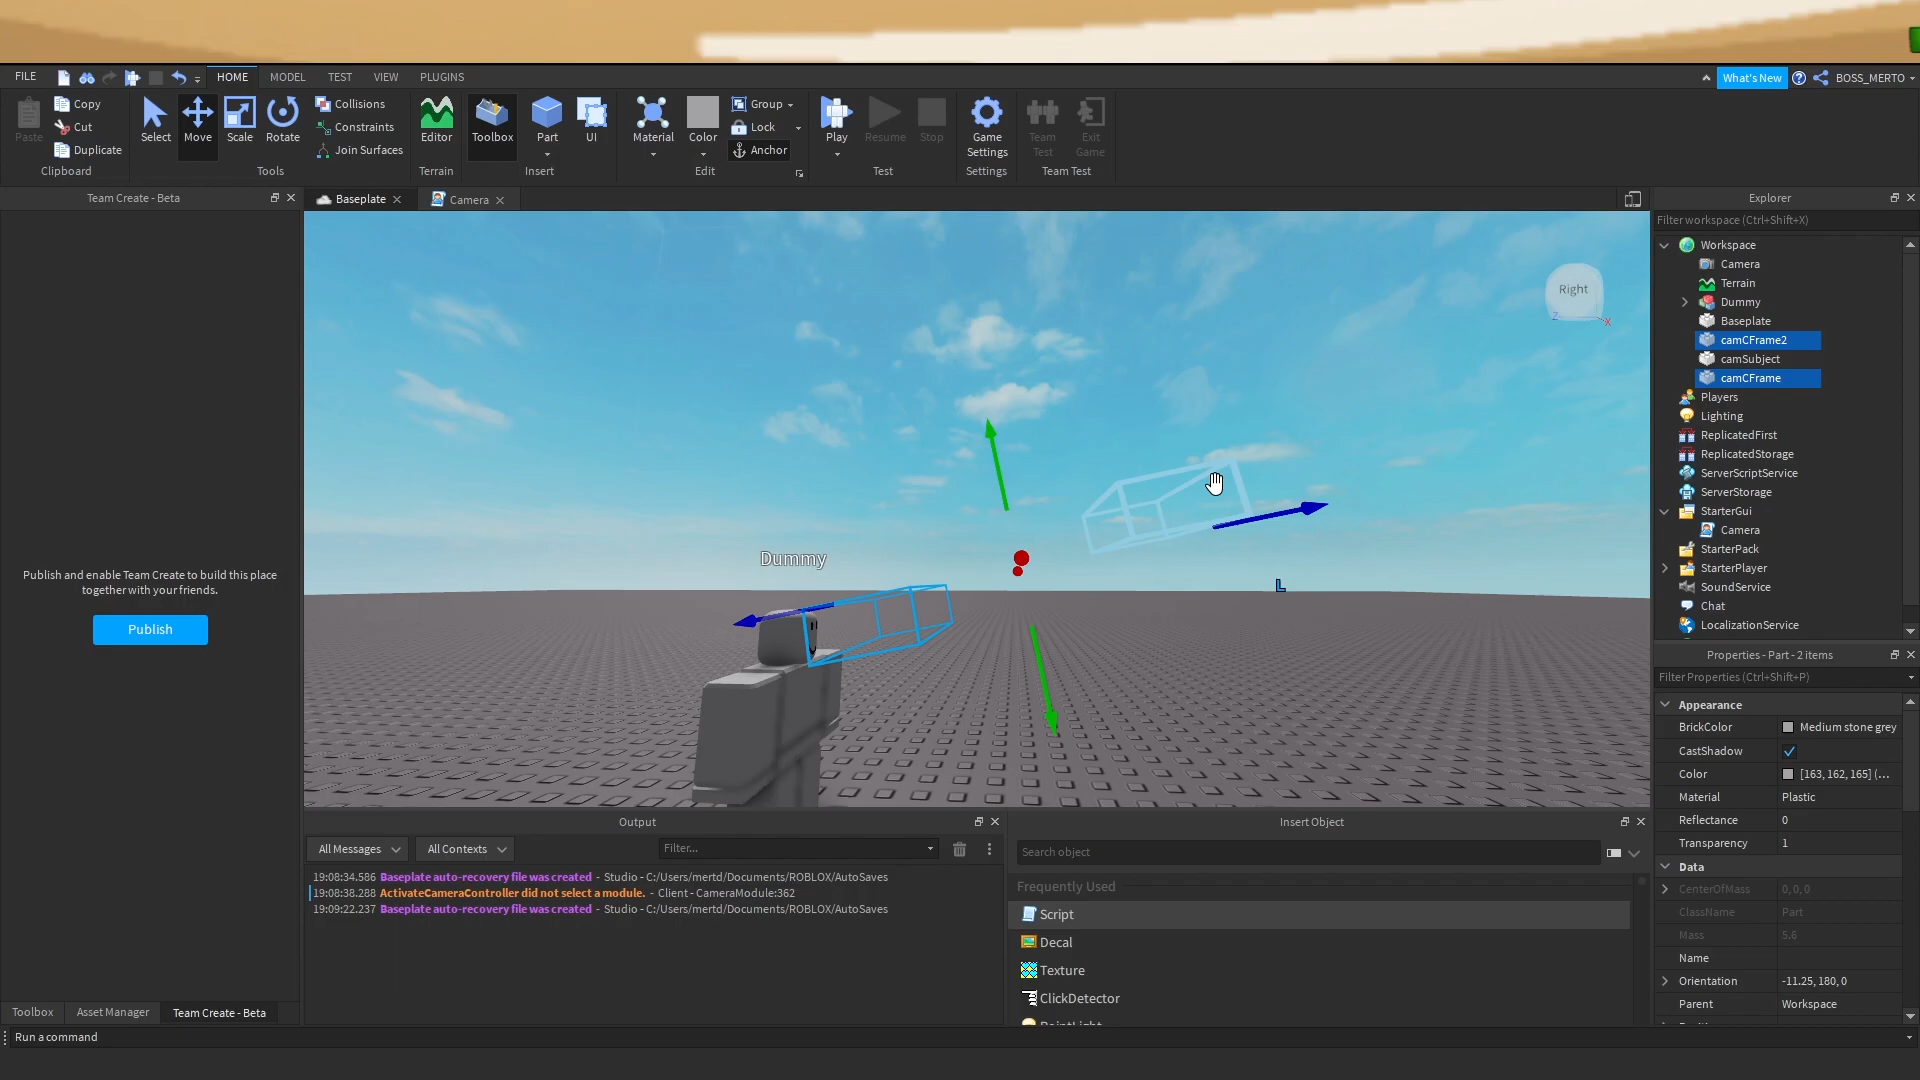 FILE
HOME
MODEL
TEST
VIEW
PLUGINS
What's New
BOSS_MERTO
Paste
Copy
Cut
Duplicate
Clipboard
Select
Move
Scale
Rotate
Collisions
Constraints
Join Surfaces
Tools
Editor
Terrain
Toolbox
Part
UI
Insert
Material
Color
Group
Lock
Anchor
Edit
Play
Resume
Stop
Test
Game
Settings
Settings
Team
Test
Exit
Game
Team Test
Team Create - Beta
Baseplate
Camera
Publish and enable Team Create to build this place
together with your friends.
Publish
Toolbox
Asset Manager
Team Create - Beta
Dummy
Right
Z
X
L
Explorer
Filter workspace (Ctrl+Shift+X)
Workspace
Camera
Terrain
Dummy
Baseplate
camCFrame2
camSubject
camCFrame
Players
Lighting
ReplicatedFirst
ReplicatedStorage
ServerScriptService
ServerStorage
StarterGui
Camera
StarterPack
StarterPlayer
SoundService
Chat
LocalizationService
Properties - Part - 2 items
Filter Properties (Ctrl+Shift+P)
Appearance
BrickColor Medium stone grey
CastShadow
Color [163, 162, 165] (...
Material Plastic
Reflectance 0
Transparency 1
Data
CenterOfMass 0, 0, 0
ClassName Part
Mass 5.6
Name
Orientation -11.25, 180, 0
Parent Workspace
Output
All Messages
All Contexts
Filter...
19:08:34.586 Baseplate auto-recovery file was created - Studio - C:/Users/mertd/Documents/ROBLOX/AutoSaves
19:08:38.288 ActivateCameraController did not select a module. - Client - CameraModule:362
19:09:22.237 Baseplate auto-recovery file was created - Studio - C:/Users/mertd/Documents/ROBLOX/AutoSaves
Insert Object
Search object
Frequently Used
Script
Decal
Texture
ClickDetector
PointLight
Run a command